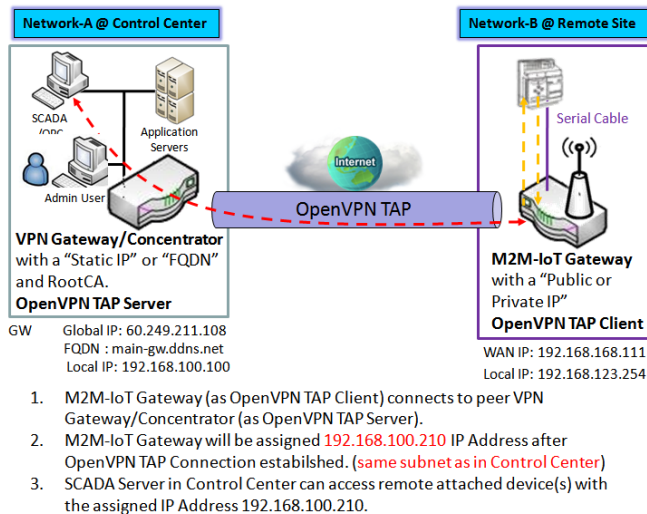 Network-A @ Control Center
Network-B @ Remote Site
SCADA
Application
Servers
Admin User
Serial Cable
Internet
OpenVPN TAP
VPN Gateway/Concentrator
with a “Static IP” or “FQDN”
and RootCA.
OpenVPN TAP Server
M2M-IoT Gateway
with a “Public or
Private IP”
OpenVPN TAP Client
GW Global IP: 60.249.211.108
FQDN : main-gw.ddns.net
Local IP: 192.168.100.100
WAN IP: 192.168.168.111
Local IP: 192.168.123.254
1. M2M-IoT Gateway (as OpenVPN TAP Client) connects to peer VPN
Gateway/Concentrator (as OpenVPN TAP Server).
2. M2M-IoT Gateway will be assigned 192.168.100.210 IP Address after
OpenVPN TAP Connection estabilshed. (same subnet as in Control Center)
3. SCADA Server in Control Center can access remote attached device(s) with
the assigned IP Address 192.168.100.210.